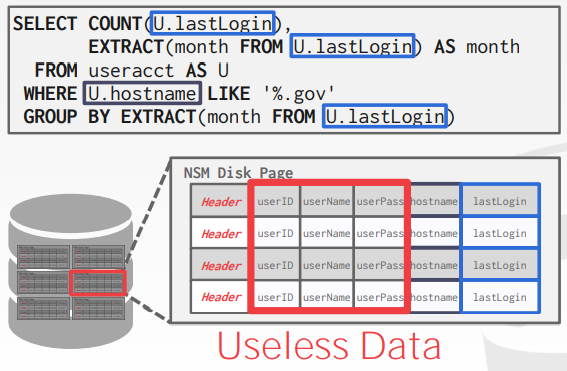 SELECT COUNT(U.lastLogin),
EXTRACT(month FROM U.lastLogin) AS month
FROM useracct AS U
WHERE U.hostname LIKE '%.gov'
GROUP BY EXTRACT(month FROM U.lastLogin)
NSM Disk Page
Header userID userName userPass hostname lastLogin
Header userID userName userPass hostname lastLogin
Header userID userName userPass hostname lastLogin
Header userID userName userPass hostname lastLogin
Useless Data